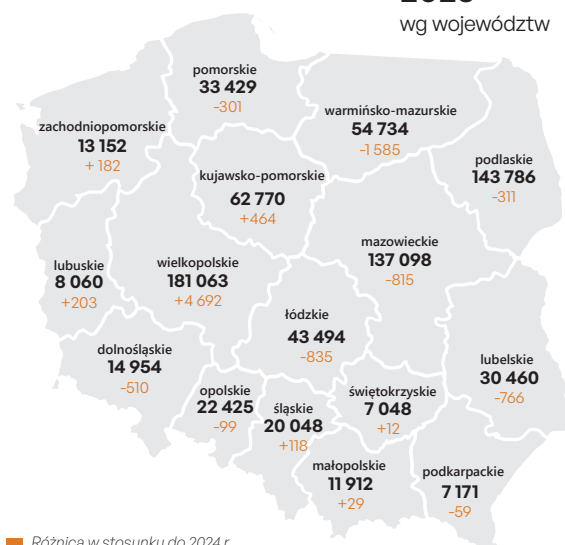 wg województw
pomorskie
33 429
-301
warmińsko-mazurskie
54 734
-1 585
zachodniopomorskie
13 152
+ 182
podlaskie
143 786
-311
kujawsko-pomorskie
62 770
+464
mazowieckie
137 098
-815
lubuskie
8 060
+203
wielkopolskie
181 063
+4 692
łódzkie
43 494
-835
dolnośląskie
14 954
-510
lubelskie
30 460
-766
opolskie
22 425
-99
śląskie
20 048
+118
świętokrzyskie
7 048
+12
małopolskie
11 912
+29
podkarpackie
7 171
-59
Różnica w stosunku do 2024 r.